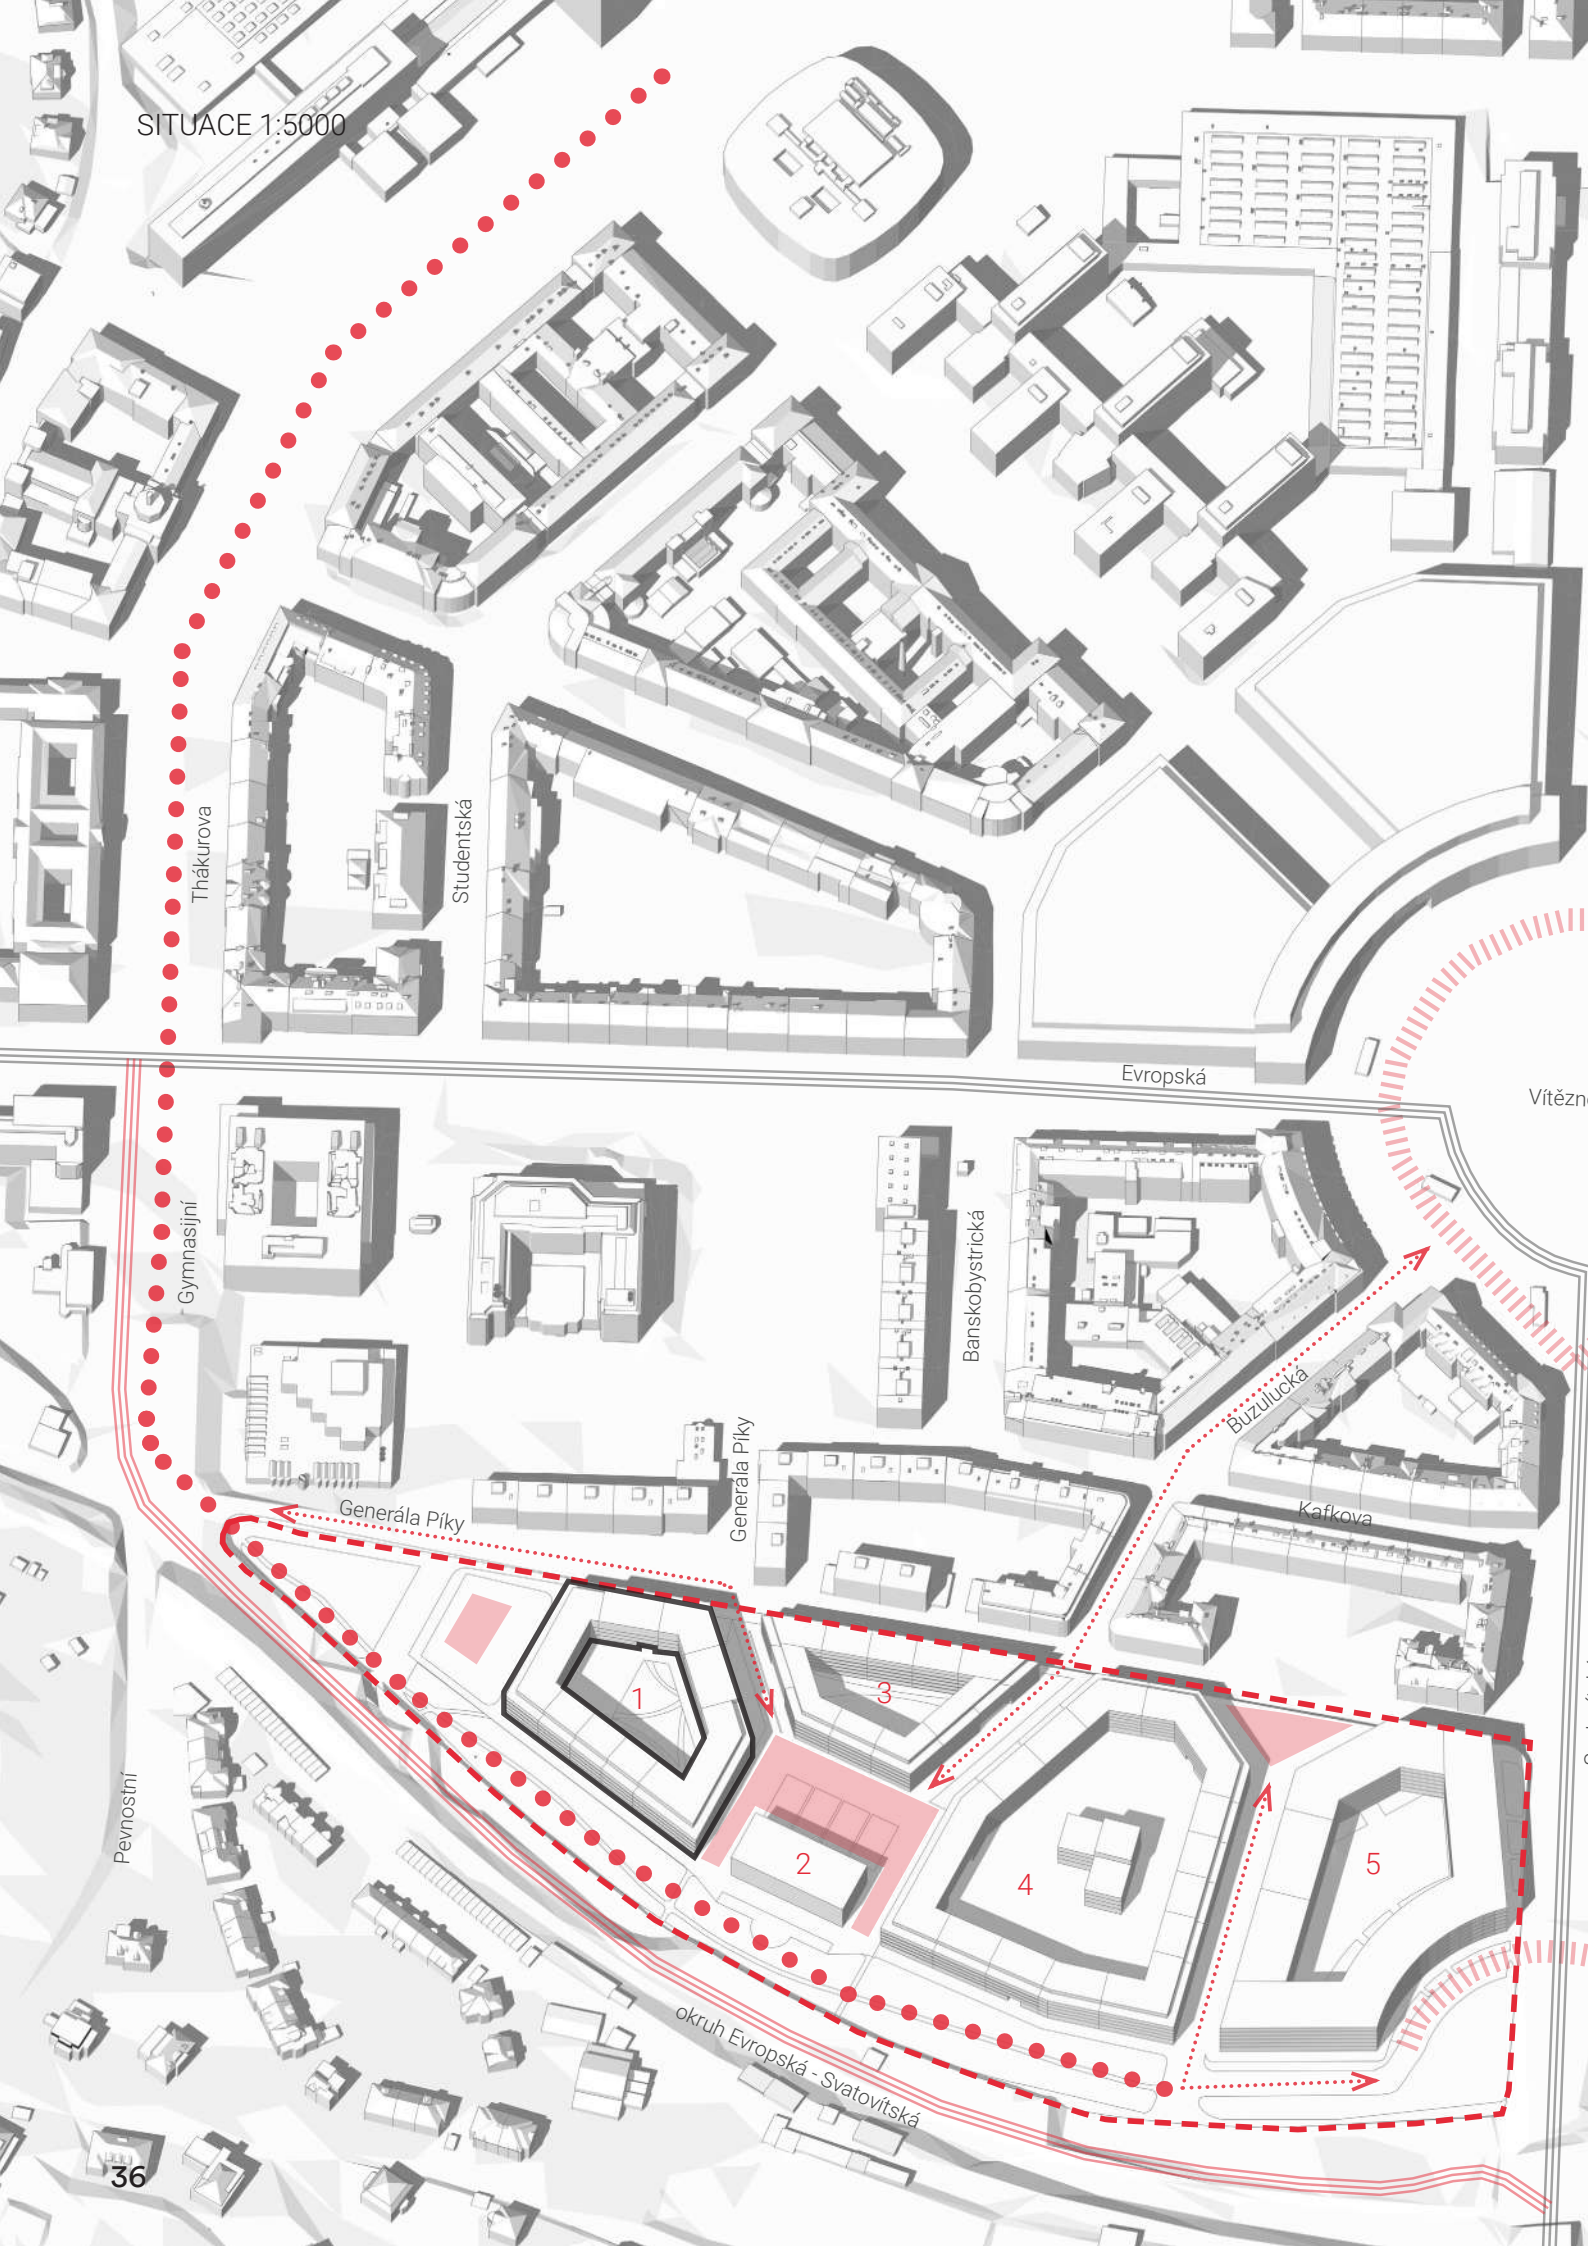 SITUACE 1:5000
Thákurova
Studentská
Evropská
Vítězn
Gymnasijní
Banskobystrická
Buzulucká
Generála Píky
Generála Píky
Kafkova
1
3
2
4
5
Pevnostní
okruh Evropská - Svatovítská
36